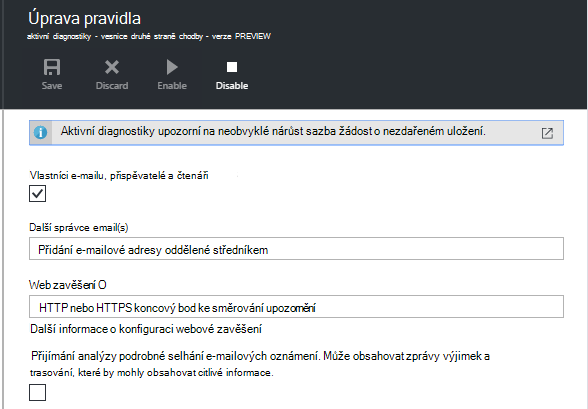 Úprava pravidla
aktivní diagnostiky - vesnice druhé straně chodby - verze PREVIEW
Save Discard Enable Disable
Aktivní diagnostiky upozorní na neobvyklé nárůst sazba žádost o nezdařeném uložení.
Vlastníci e-mailu, přispěvatelé a čtenáři
Další správce email(s)
Přidání e-mailové adresy oddělené středníkem
Web zavěšení O
HTTP nebo HTTPS koncový bod ke směrování upozornění
Další informace o konfiguraci webové zavěšení
Přijímání analýzy podrobné selhání e-mailových oznámení. Může obsahovat zprávy výjimek a
trasování, které by mohly obsahovat citlivé informace.